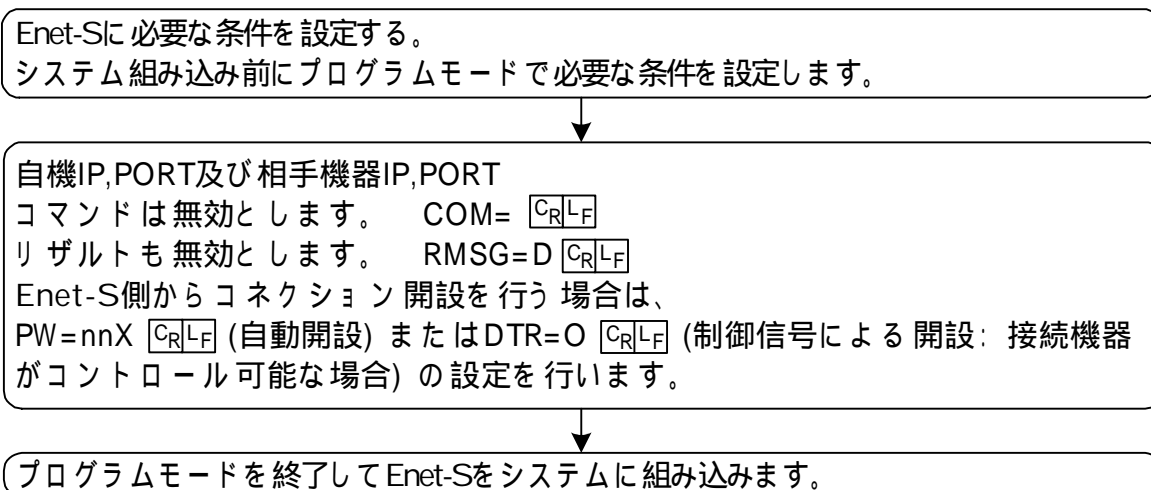 Enet-Sに必要な条件を設定する。
システム組み込み前にプログラムモードで必要な条件を設定します。
自機IP,PORT及び相手機器IP,PORT
コマンドは無効とします。 COM= CRLF
リザルトも無効とします。 RMSG=D CRLF
Enet-S側からコネクション開設を行う場合は、
PW=nnX CRLF (自動開設) またはDTR=O CRLF (制御信号による開設: 接続機器
がコントロール可能な場合) の設定を行います。
プログラムモードを終了してEnet-Sをシステムに組み込みます。